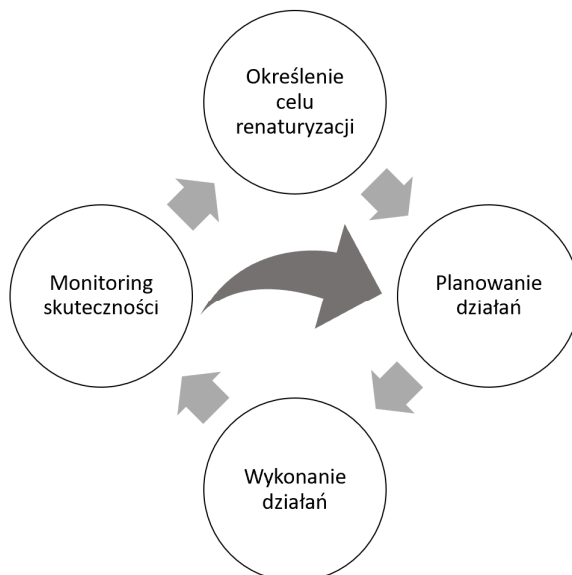 Określenie
celu
renaturyzacji
Monitoring
skuteczności
Planowanie
działań
Wykonanie
działań